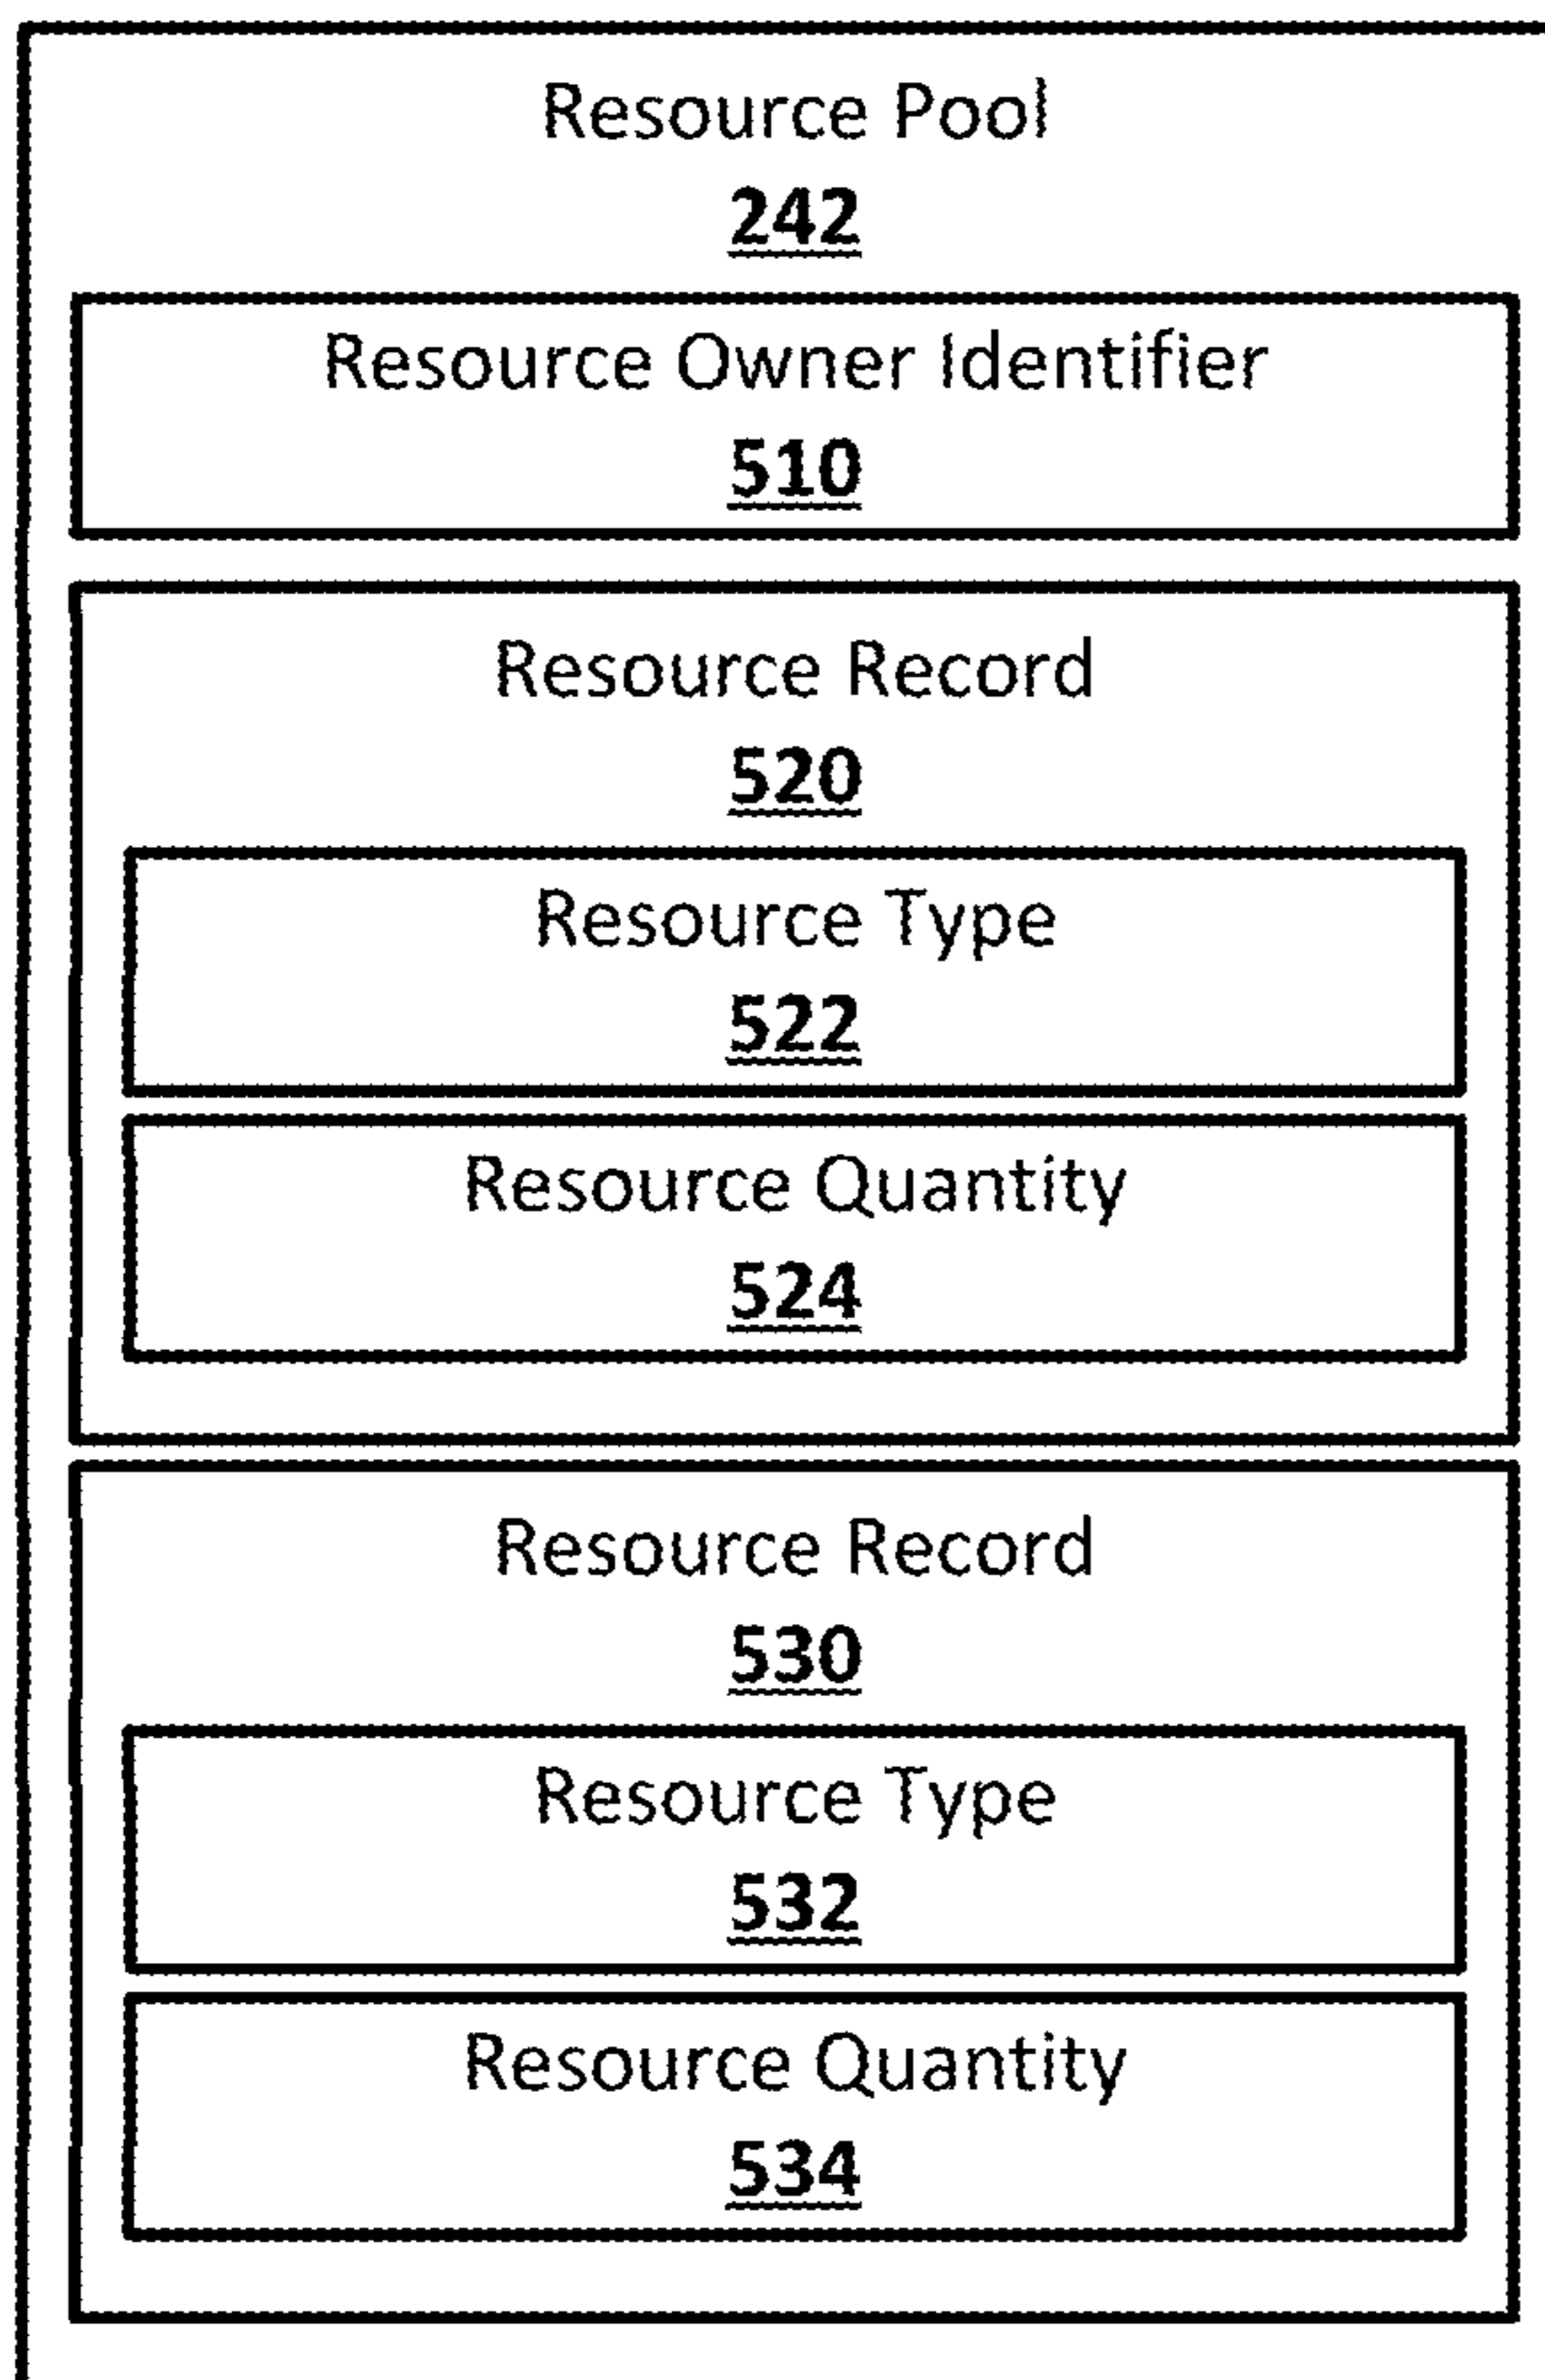 Resource Pool
242
Resource Owner Identifier
510
Resource Record
520
Resource Type
522
Resource Quantity
524
Resource Record
530
Resource Type
532
Resource Quantity
534